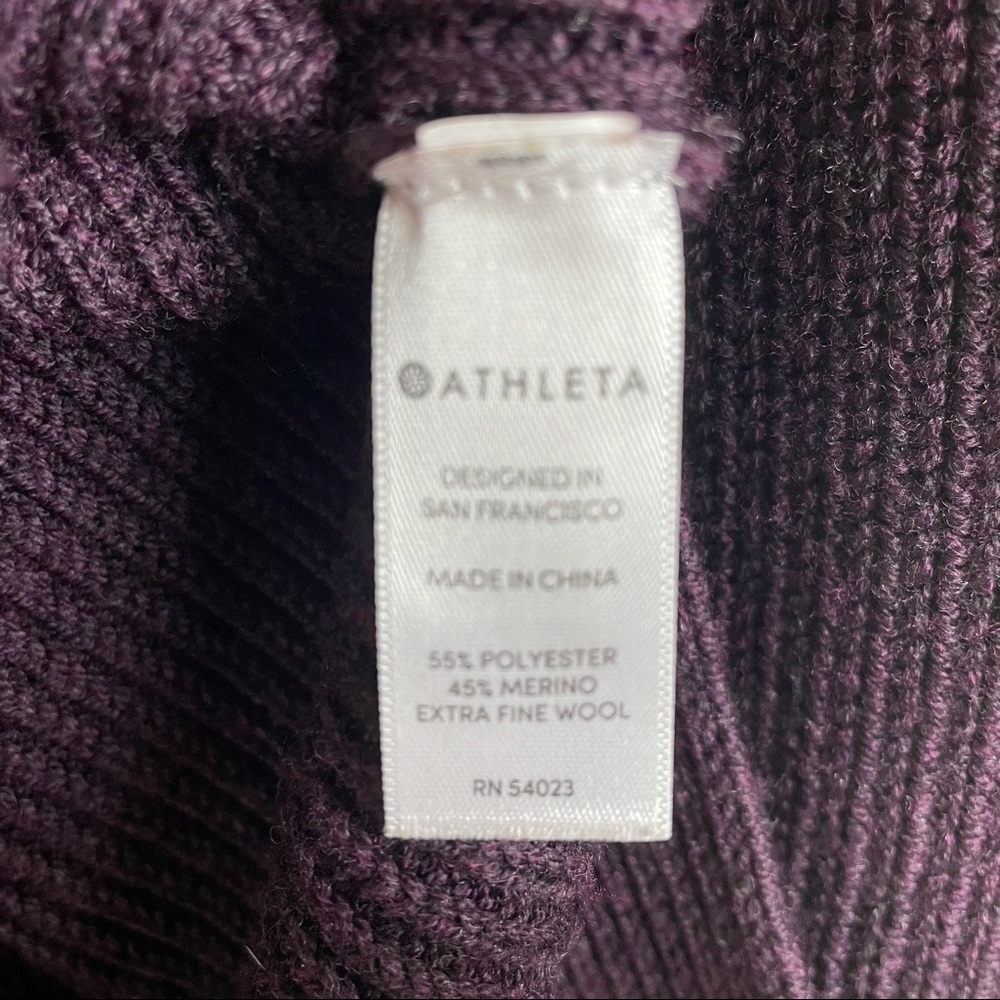 ATHLETA
DESIGNED IN
SAN FRANCISCO
MADE IN CHINA
55% POLYESTER
45% MERINO
EXTRA FINE WOOL
RN 54023